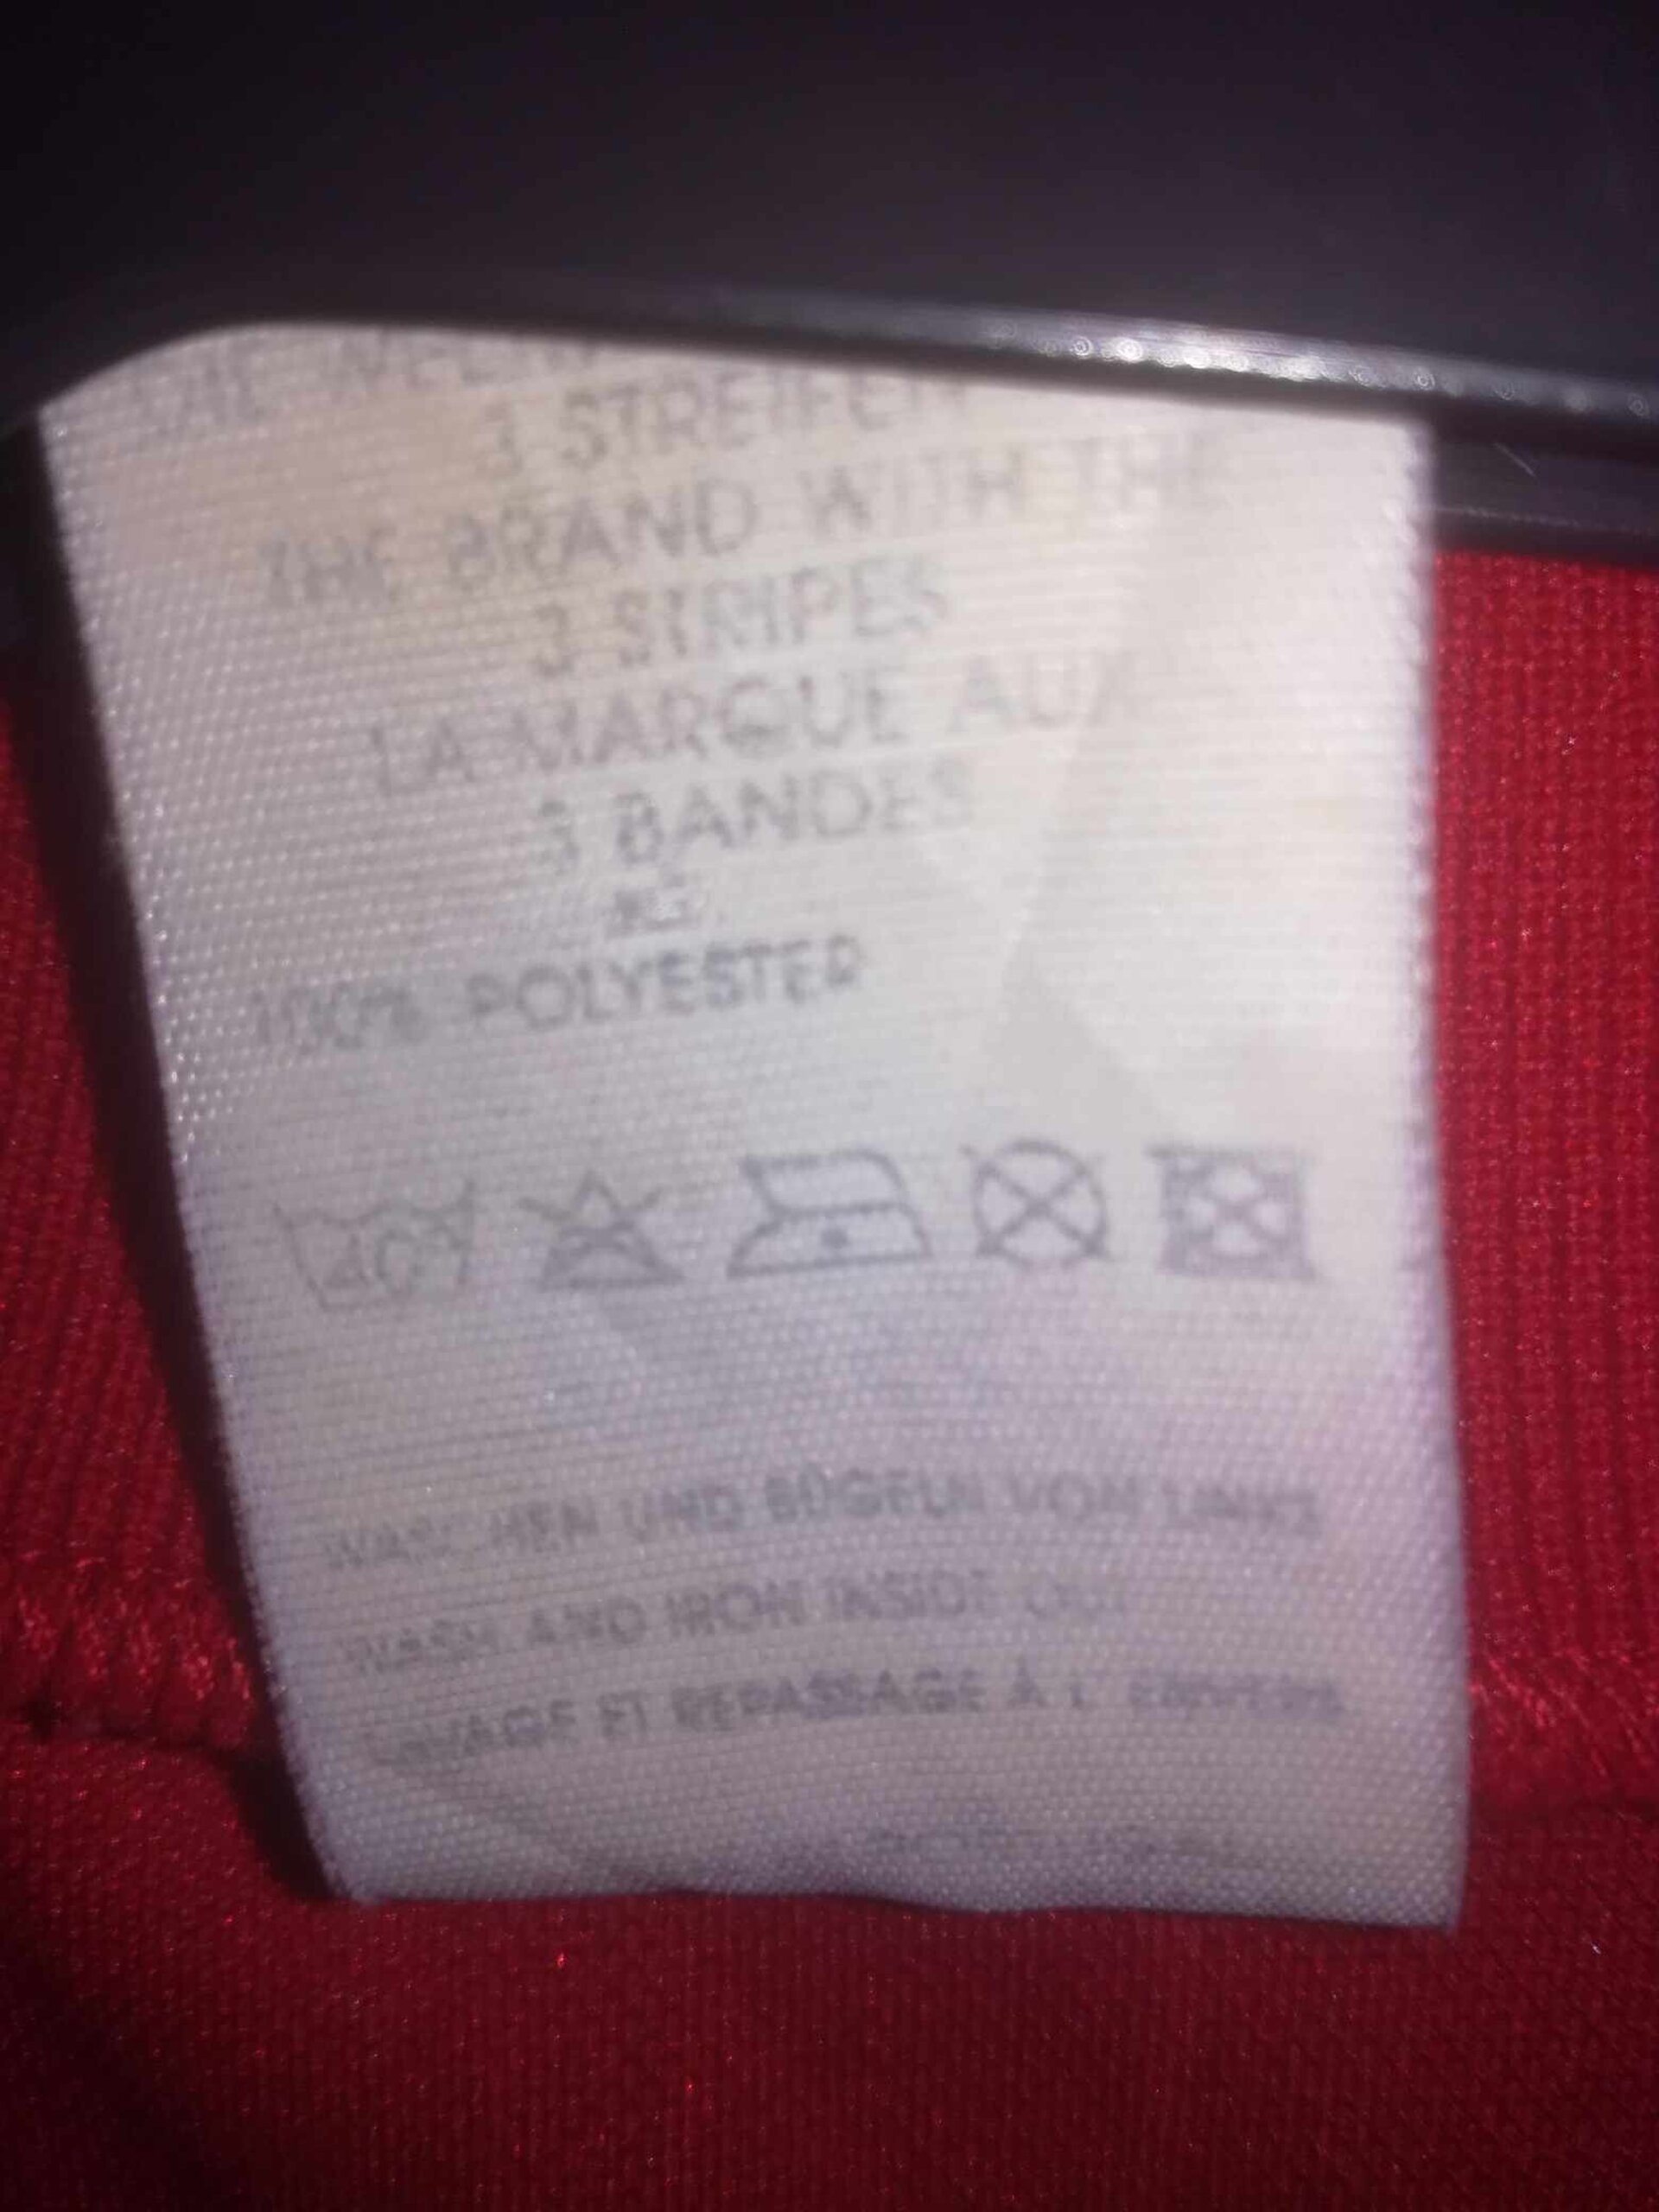 3 STREIFEN
THE BRAND WITH THE
3 STRIPES
LA MARQUE AUX
3 BANDES
100% POLYESTER
40°
WASCHEN UND BÜGELN VON LINKS
WASH AND IRON INSIDE OUT
LAVAGE ET REPASSAGE À L'